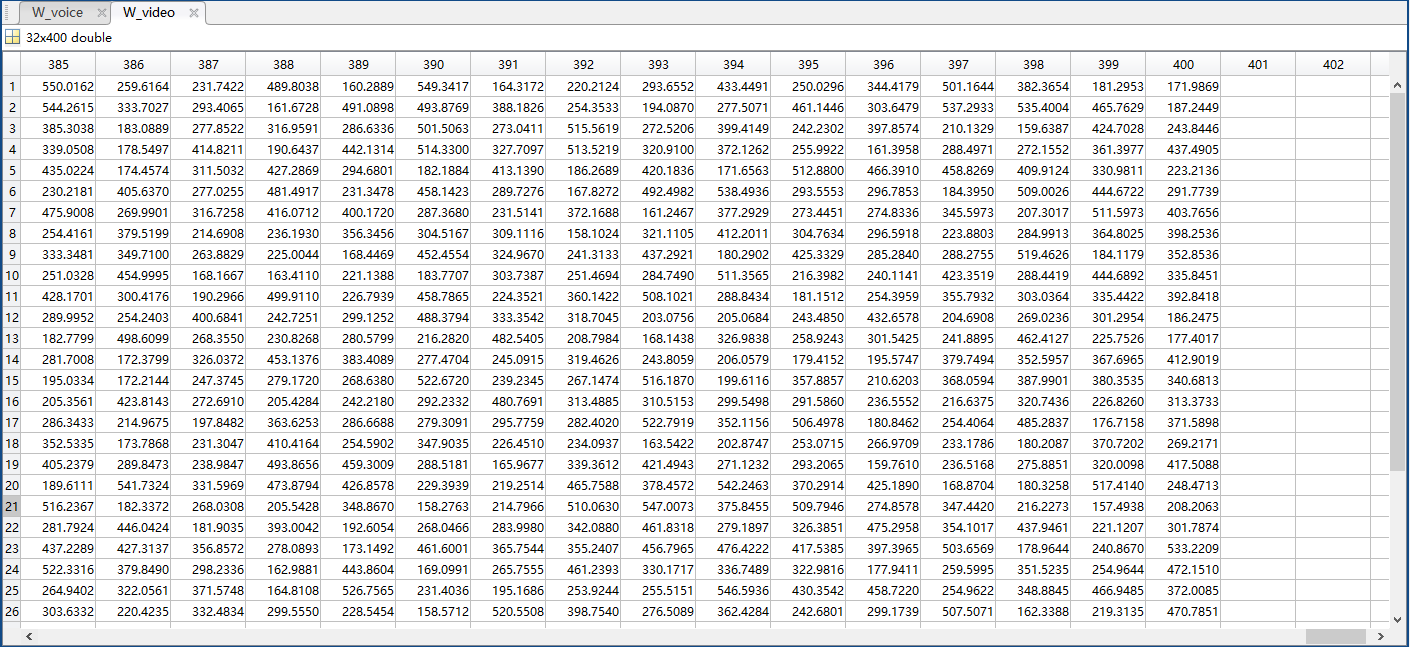 W_voice W_video
32x400 double
385 386 387 388 389 390 391 392 393 394 395 396 397 398 399 400 401 402
1 550.0162 259.6164 231.7422 489.8038 160.2889 549.3417 164.3172 220.2124 293.6552 433.4491 250.0296 344.4179 501.1644 382.3654 181.2953 171.9869
2 544.2615 333.7027 293.4065 161.6728 491.0898 493.8769 388.1826 254.3533 194.0870 277.5071 461.1446 303.6479 537.2933 535.4004 465.7629 187.2449
3 385.3038 183.0889 277.8522 316.9591 286.6336 501.5063 273.0411 515.5619 272.5206 399.4149 242.2302 397.8574 210.1329 159.6387 424.7028 243.8446
4 339.0508 178.5497 414.8211 190.6437 442.1314 514.3300 327.7097 513.5219 320.9100 372.1262 255.9922 161.3958 288.4971 272.1552 361.3977 437.4905
5 435.0224 174.4574 311.5032 427.2869 294.6801 182.1884 413.1390 186.2689 420.1836 171.6563 512.8800 466.3910 458.8269 409.9124 330.9811 223.2136
6 230.2181 405.6370 277.0255 481.4917 231.3478 458.1423 289.7276 167.8272 492.4982 538.4936 293.5553 296.7853 184.3950 509.0026 444.6722 291.7739
7 475.9008 269.9901 316.7258 416.0712 400.1720 287.3680 231.5141 372.1688 161.2467 377.2929 273.4451 274.8336 345.5973 207.3017 511.5973 403.7656
8 254.4161 379.5199 214.6908 236.1930 356.3456 304.5167 309.1116 158.1024 321.1105 412.2011 304.7634 296.5918 223.8803 284.9913 364.8025 398.2536
9 333.3481 349.7100 263.8829 225.0044 168.4469 452.4554 324.9670 241.3133 437.2921 180.2902 425.3329 285.2840 288.2755 519.4626 184.1179 352.8536
10 251.0328 454.9995 168.1667 163.4110 221.1388 183.7707 303.7387 251.4694 284.7490 511.3565 216.3982 240.1141 423.3519 288.4419 444.6892 335.8451
11 428.1701 300.4176 190.2966 499.9110 226.7939 458.7865 224.3521 360.1422 508.1021 288.8434 181.1512 254.3959 355.7932 303.0364 335.4422 392.8418
12 289.9952 254.2403 400.6841 242.7251 299.1252 488.3794 333.3542 318.7045 203.0756 205.0684 243.4850 432.6578 204.6908 269.0236 301.2954 186.2475
13 182.7799 498.6099 268.3550 230.8268 280.5799 216.2820 482.5405 208.7984 168.1438 326.9838 258.9243 301.5425 241.8895 462.4127 225.7526 177.4017
14 281.7008 172.3799 326.0372 453.1376 383.4089 277.4704 245.0915 319.4626 243.8059 206.0579 179.4152 195.5747 379.7494 352.5957 367.6965 412.9019
15 195.0334 172.2144 247.3745 279.1720 268.6380 522.6720 239.2345 267.1474 516.1870 199.6116 357.8857 210.6203 368.0594 387.9901 380.3535 340.6813
16 205.3561 423.8143 272.6910 205.4284 242.2180 292.2332 480.7691 313.4885 310.5153 299.5498 291.5860 236.5552 216.6375 320.7436 226.8260 313.3733
17 286.3433 214.9675 197.8482 363.6253 286.6688 279.3091 295.7759 282.4020 522.7919 352.1156 506.4978 180.8462 254.4064 485.2837 176.7158 371.5898
18 352.5335 173.7868 231.3047 410.4164 254.5902 347.9035 226.4510 234.0937 163.5422 202.8747 253.0715 266.9709 233.1786 180.2087 370.7202 269.2171
19 405.2379 289.8473 238.9847 493.8656 459.3009 288.5181 165.9677 339.3612 421.4943 271.1232 293.2065 159.7610 236.5168 275.8851 320.0098 417.5088
20 189.6111 541.7324 331.5969 473.8794 426.8578 229.3939 219.2514 465.7588 378.4572 542.2463 370.2914 425.1890 168.8704 180.3258 517.4140 248.4713
21 516.2367 182.3372 268.0308 205.5428 348.8670 158.2763 214.7966 510.0630 547.0073 375.8455 509.7946 274.8578 347.4420 216.2273 157.4938 208.2063
22 281.7924 446.0424 181.9035 393.0042 192.6054 268.0466 283.9980 342.0880 461.8318 279.1897 326.3851 475.2958 354.1017 437.9461 221.1207 301.7874
23 437.2289 427.3137 356.8572 278.0893 173.1492 461.6001 365.7544 355.2407 456.7965 476.4222 417.5385 397.3965 503.6569 178.9644 240.8670 533.2209
24 522.3316 379.8490 298.2336 162.9881 443.8604 169.0991 265.7555 461.2393 330.1717 336.7489 322.9816 177.9411 259.5995 351.5235 254.9644 472.1510
25 264.9402 322.0561 371.5748 164.8108 526.7565 231.4036 195.1686 253.9244 255.5151 546.5936 430.3542 458.7220 254.9622 348.8845 466.9485 372.0085
26 303.6332 220.4235 332.4834 299.5550 228.5454 158.5712 520.5508 398.7540 276.5089 362.4284 242.6801 299.1739 507.5071 162.3388 219.3135 470.7851